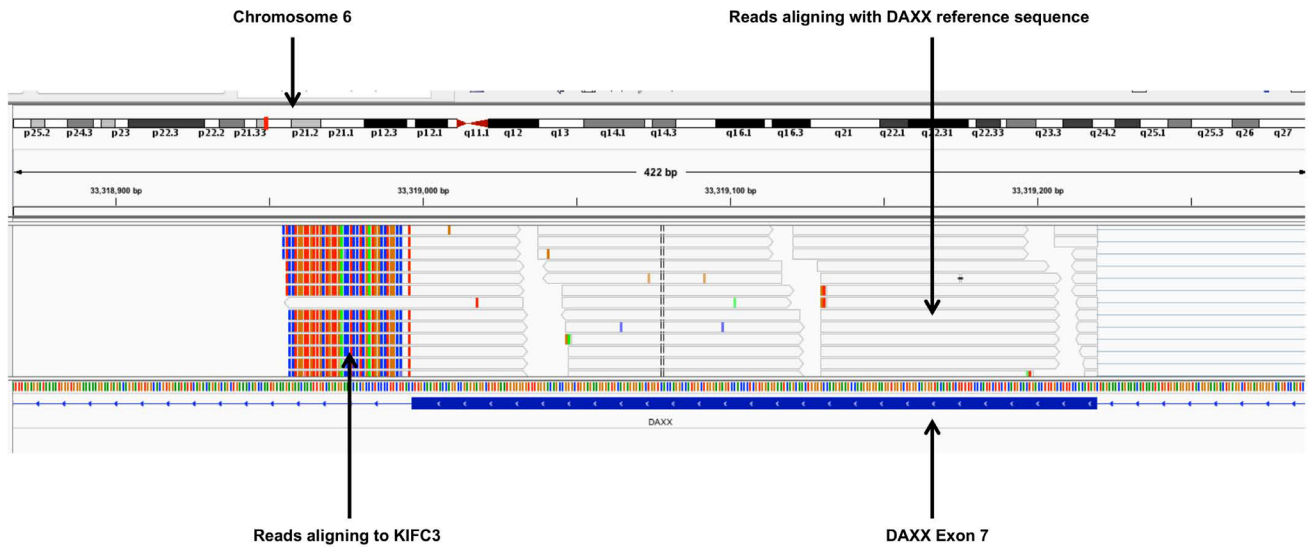 Chromosome 6
Reads aligning with DAXX reference sequence
p25.2 p24.3 p23 p22.3 p22.2 p21.33 p21.2 p21.1 p12.3 p12.1 q11.1 q12 q13 q14.1 q14.3 q16.1 q16.3 q21 q22.1 q22.31 q22.33 q23.3 q24.2 q25.1 q25.3 q26 q27
422 bp
33,318,900 bp 33,319,000 bp 33,319,100 bp 33,319,200 bp
DAXX
Reads aligning to KIFC3
DAXX Exon 7